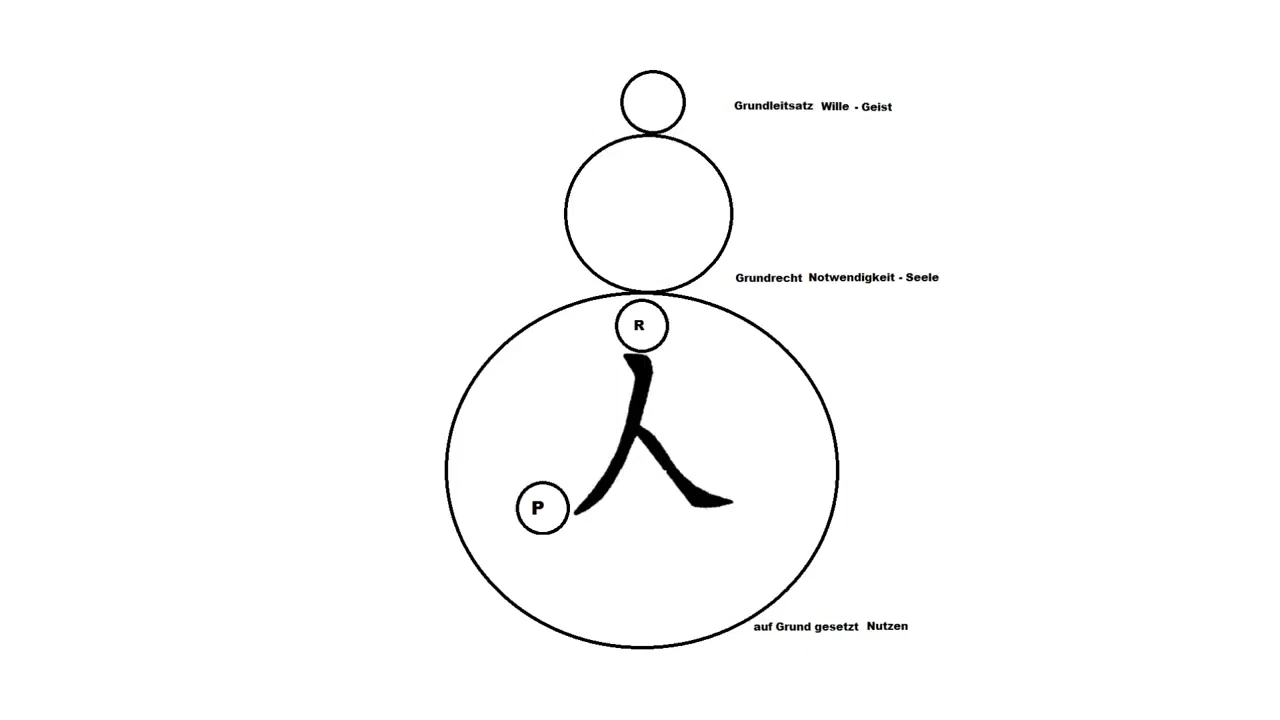 Grundleitsatz Wille - Geist
Grundrecht Notwendigkeit - Seele
R
人
P
auf Grund gesetzt Nutzen